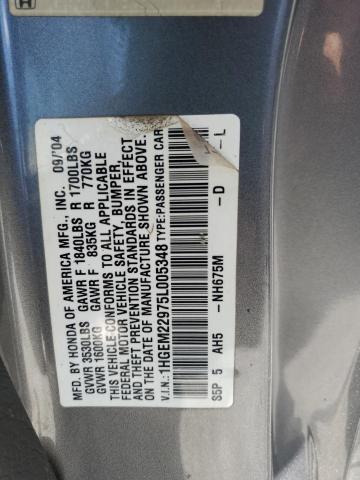 MFD. BY HONDA OF AMERICA MFG., INC. 09/'04
GVWR 3530LBS GAWR F 1840LBS R 1700LBS
GVWR 1600KG GAWR F 835KG R 770KG
THIS VEHICLE CONFORMS TO ALL APPLICABLE
FEDERAL MOTOR VEHICLE SAFETY, BUMPER,
AND THEFT PREVENTION STANDARDS IN EFFECT
ON THE DATE OF MANUFACTURE SHOWN ABOVE.
V.I.N.: 1HGEM22975L005348 TYPE: PASSENGER CAR
S5P 5 AH5 - NH675M - D - L